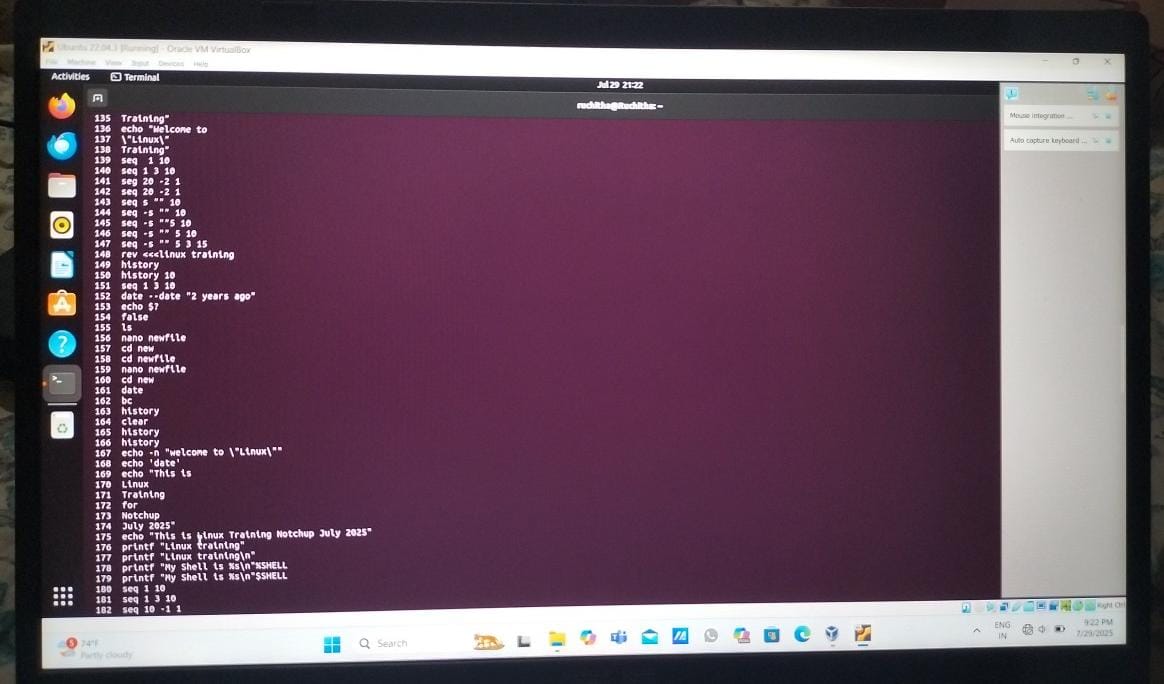 Ubuntu 22.04.3 [Running] - Oracle VM VirtualBox
File Machine View Input Devices Help
Activities Terminal Jul 29 21:22
ruchitha@Ruchitha: ~
Mouse integration ...
Auto capture keyboard ...
135 Training"
136 echo "Welcome to
137 \"Linux\"
138 Training"
139 seq  1 10
140 seq 1 3 10
141 seg 20 -2 1
142 seq 20 -2 1
143 seq s "" 10
144 seq -s "" 10
145 seq -s ""5 10
146 seq -s "" 5 10
147 seq -s "" 5 3 15
148 rev <<<linux training
149 history
150 history 10
151 seq 1 3 10
152 date --date "2 years ago"
153 echo $?
154 false
155 ls
156 nano newfile
157 cd new
158 cd newfile
159 nano newfile
160 cd new
161 date
162 bc
163 history
164 clear
165 history
166 history
167 echo -n "welcome to \"Linux\""
168 echo 'date'
169 echo "This is
170 Linux
171 Training
172 for
173 Notchup
174 July 2025"
175 echo "This is Linux Training Notchup July 2025"
176 printf "Linux training"
177 printf "Linux training\n"
178 printf "My Shell is %s\n"%SHELL
179 printf "My Shell is %s\n"$SHELL
180 seq 1 10
181 seq 1 3 10
182 seq 10 -1 1
Right Ctrl
5
74°F
Partly cloudy
Search
ENG
IN
9:22 PM
7/29/2025